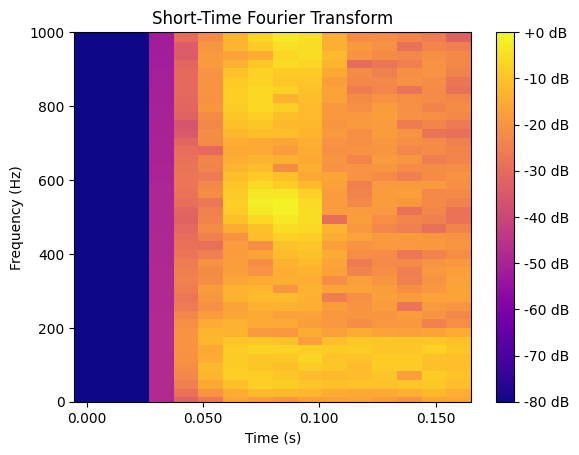 Short-Time Fourier Transform
Frequency (Hz)
1000
800
600
400
200
0
0.000
0.050
0.100
0.150
Time (s)
+0 dB
-10 dB
-20 dB
-30 dB
-40 dB
-50 dB
-60 dB
-70 dB
-80 dB